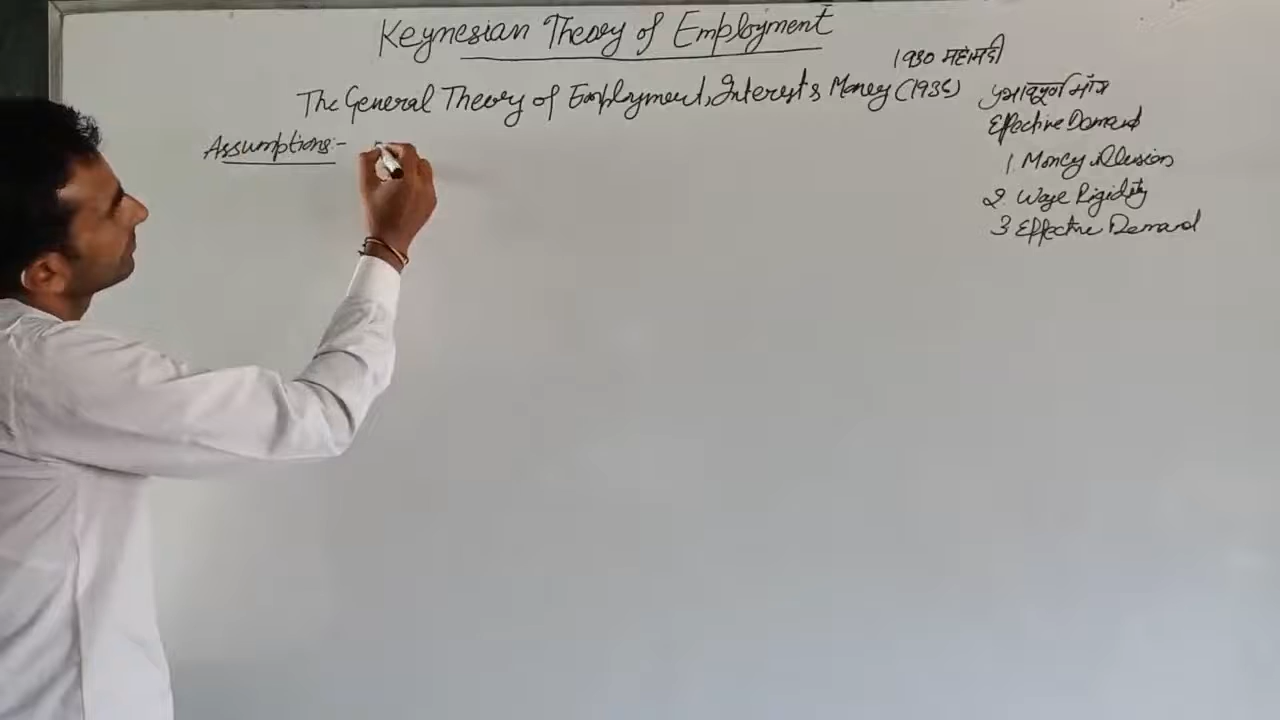 Keynesian Theory of Employment
The General Theory of Employment, Interest & Money (1936)
1930 महामंदी
प्रभावपूर्ण मांग
Effective Demand
1. Money illusion
2. Wage Rigidity
3 Effective Demand
Assumptions:-